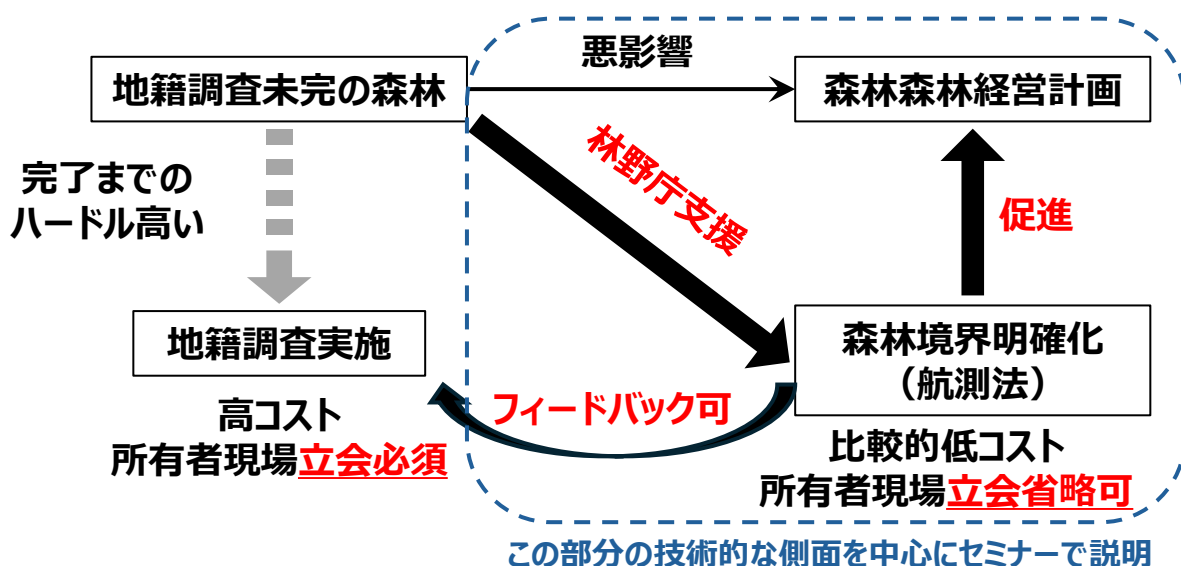 悪影響
地籍調査未完の森林
森林森林経営計画
林野庁支援
完了までの
ハードル高い
促進
地籍調査実施
森林境界明確化
（航測法）
フィードバック可
高コスト
所有者現場立会必須
比較的低コスト
所有者現場立会省略可
この部分の技術的な側面を中心にセミナーで説明